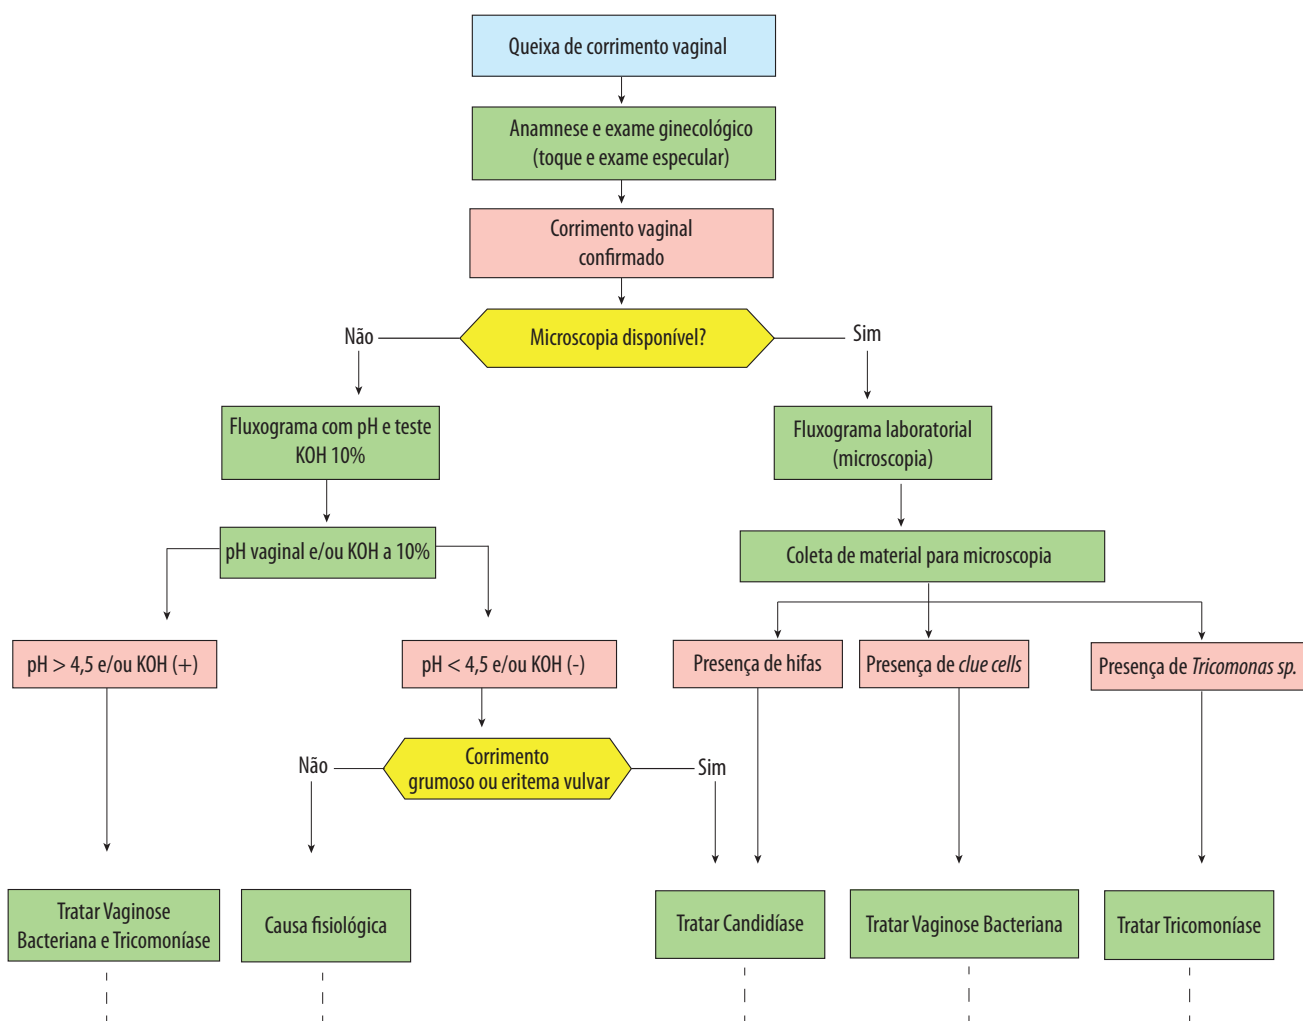 Queixa de corrimento vaginal
Anamnese e exame ginecológico
(toque e exame especular)
Corrimento vaginal
confirmado
Microscopia disponível?
Não
Sim
Fluxograma com pH e teste
KOH 10%
Fluxograma laboratorial
(microscopia)
pH vaginal e/ou KOH a 10%
Coleta de material para microscopia
pH > 4,5 e/ou KOH (+)
pH < 4,5 e/ou KOH (-)
Presença de hifas
Presença de clue cells
Presença de Tricomonas sp.
Corrimento
grumoso ou eritema vulvar
Não
Sim
Tratar Vaginose
Bacteriana e Tricomoníase
Causa fisiológica
Tratar Candidíase
Tratar Vaginose Bacteriana
Tratar Tricomoníase